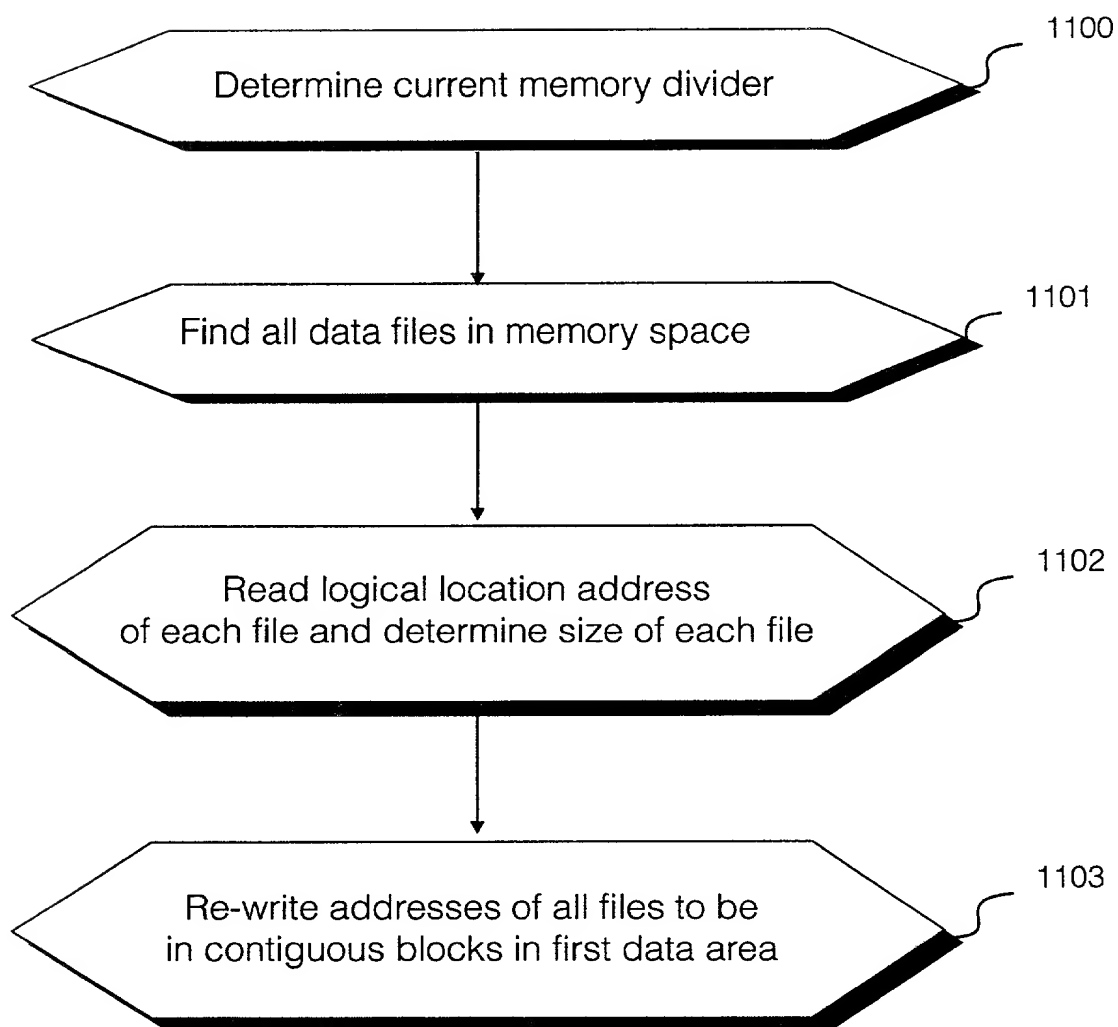 1100
Determine current memory divider
1101
Find all data files in memory space
1102
Read logical location address
of each file and determine size of each file
1103
Re-write addresses of all files to be
in contiguous blocks in first data area